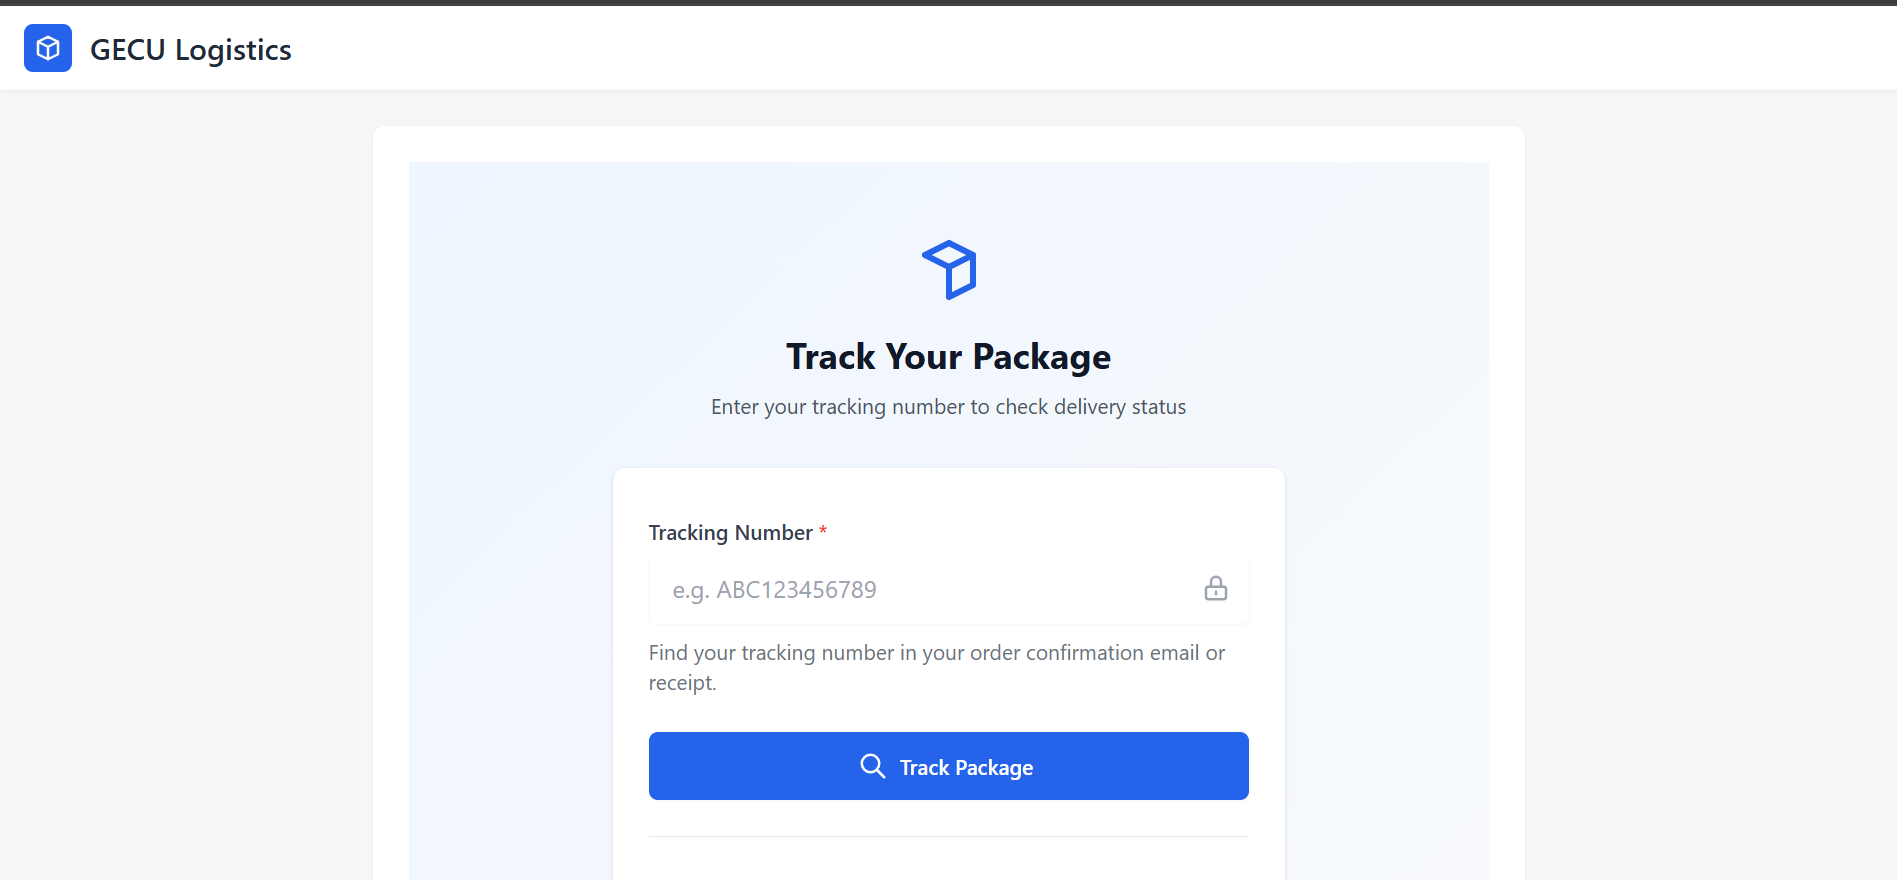 GECU Logistics
Track Your Package
Enter your tracking number to check delivery status
Tracking Number *
e.g. ABC123456789
Find your tracking number in your order confirmation email or
receipt.
Track Package